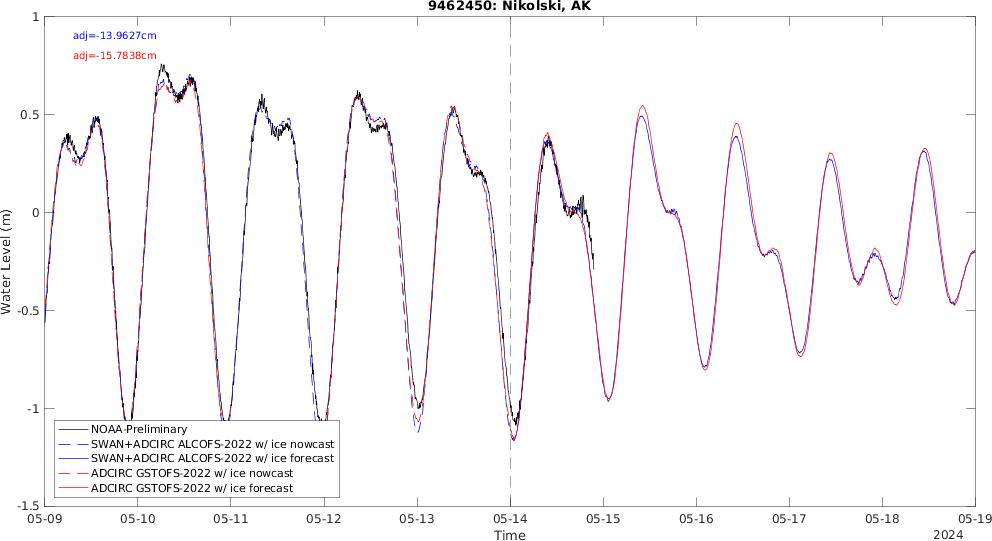 9462450: Nikolski, AK
adj=-13.9627cm
adj=-15.7838cm
Water Level (m)
1
0.5
0
-0.5
-1
-1.5
NOAA-Preliminary
SWAN+ADCIRC ALCOFS-2022 w/ ice nowcast
SWAN+ADCIRC ALCOFS-2022 w/ ice forecast
ADCIRC GSTOFS-2022 w/ ice nowcast
ADCIRC GSTOFS-2022 w/ ice forecast
05-09 05-10 05-11 05-12 05-13 05-14 05-15 05-16 05-17 05-18 05-19
Time
2024